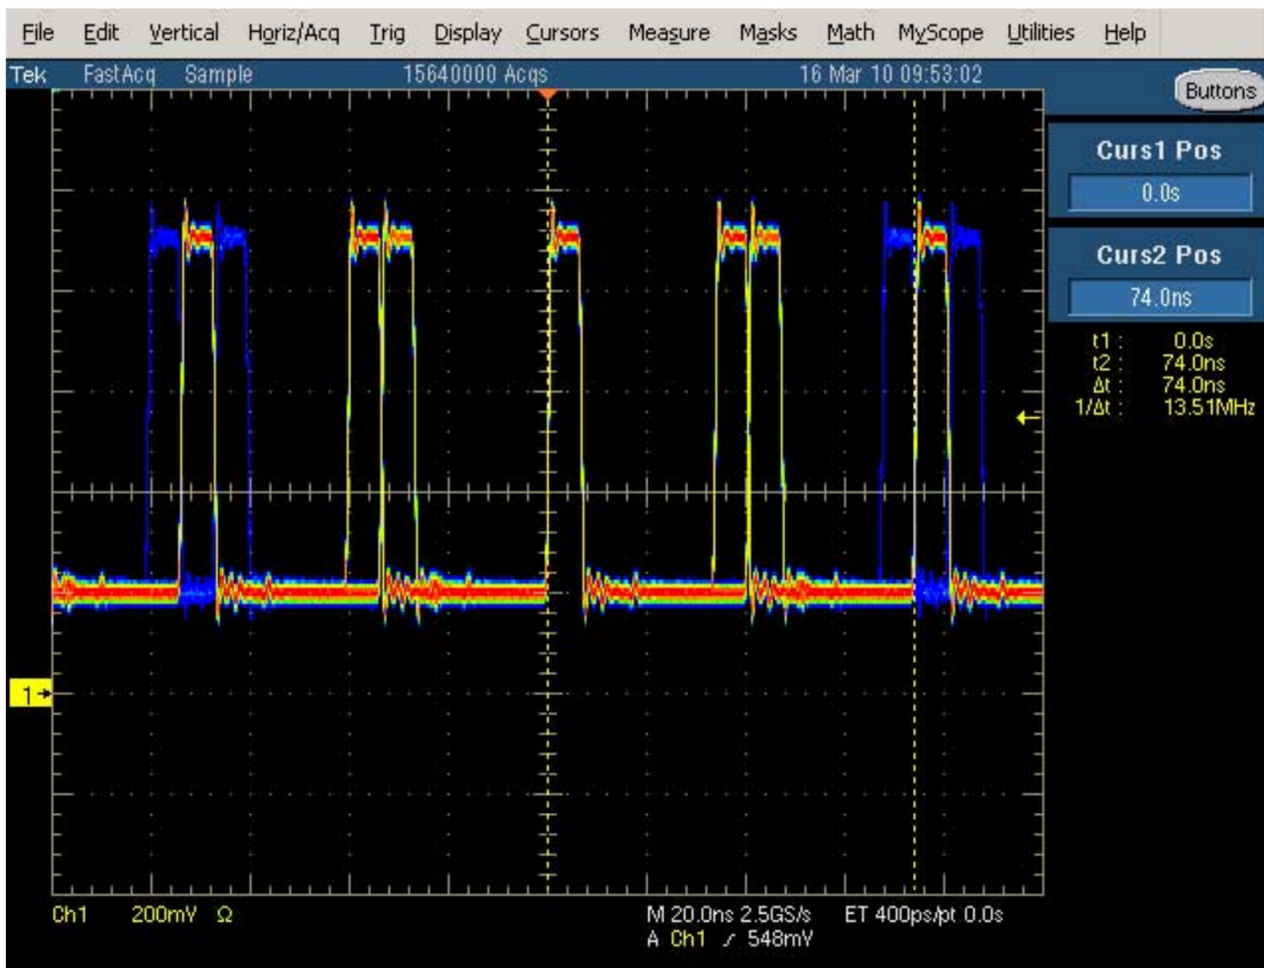 File Edit Vertical Horiz/Acq Trig Display Cursors Measure Masks Math MyScope Utilities Help
Tek FastAcq Sample 15640000 Acqs 16 Mar 10 09:53:02
Buttons
Curs1 Pos
0.0s
Curs2 Pos
74.0ns
t1 : 0.0s
t2 : 74.0ns
Δt : 74.0ns
1/Δt : 13.51MHz
1
Ch1 200mV Ω M 20.0ns 2.5GS/s ET 400ps/pt 0.0s
A Ch1 548mV